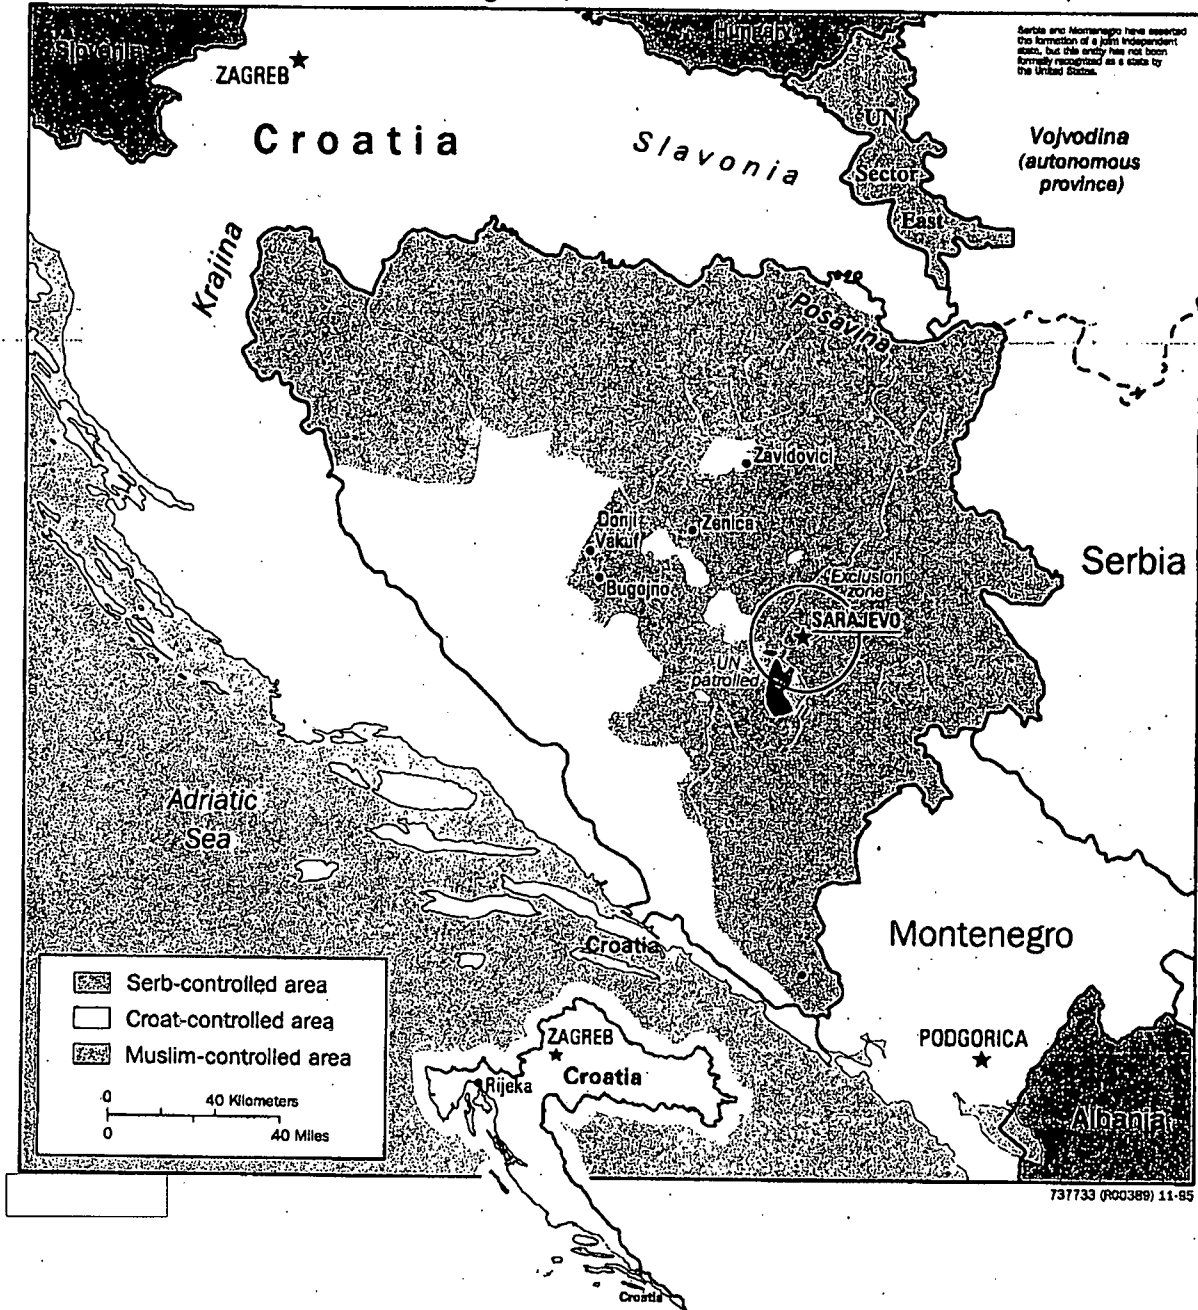 Slovenia
Hungary
Serbia and Montenegro have asserted
the formation of a joint independent
state, but this entity has not been
formally recognized as a state by
the United States.
ZAGREB
Croatia
Slavonia
UN
Sector
East
Vojvodina
(autonomous
province)
Krajina
Posavina
Zavidovici
Donji
Vakuf
Zenica
Bugojno
Serbia
Exclusion
zone
SARAJEVO
UN
patrolled
Adriatic
Sea
Croatia
Montenegro
PODGORICA
Albania
Serb-controlled area
Croat-controlled area
Muslim-controlled area
0 40 Kilometers
0 40 Miles
ZAGREB
Rijeka
Croatia
Croatia
737733 (R00389) 11-95